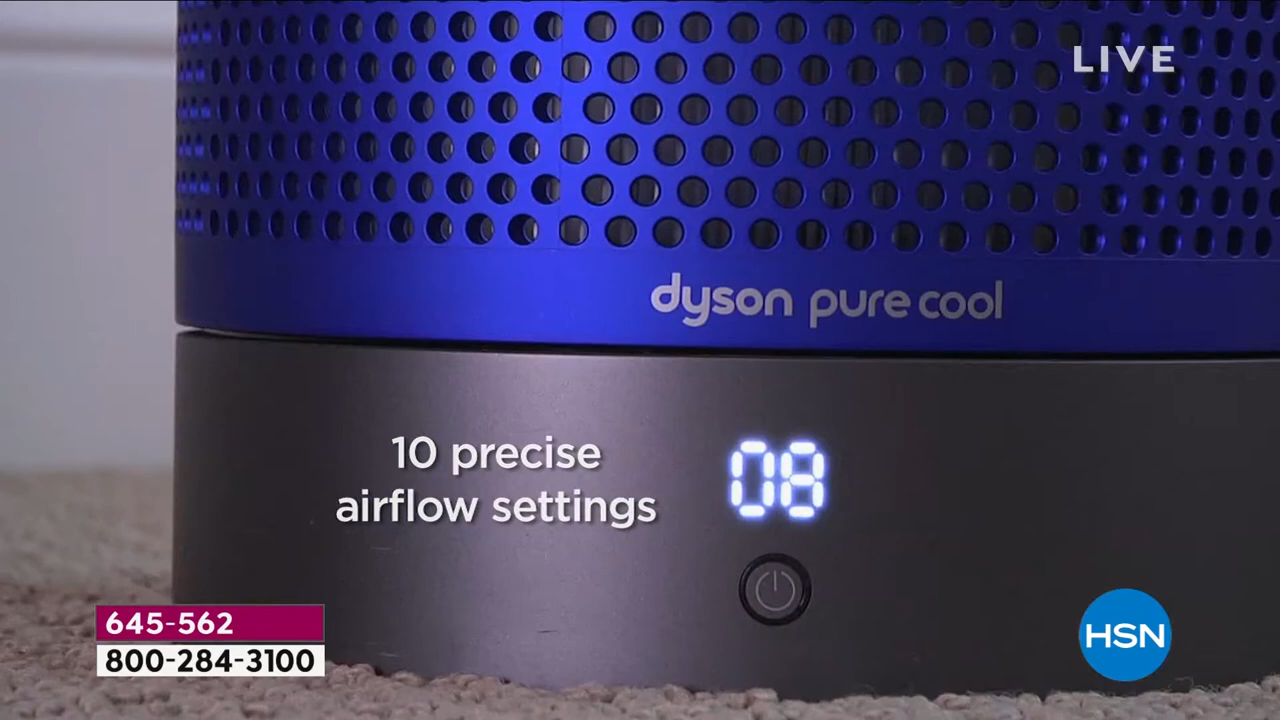 LIVE
dyson pure cool
10 precise
airflow settings
08
645-562
800-284-3100
HSN